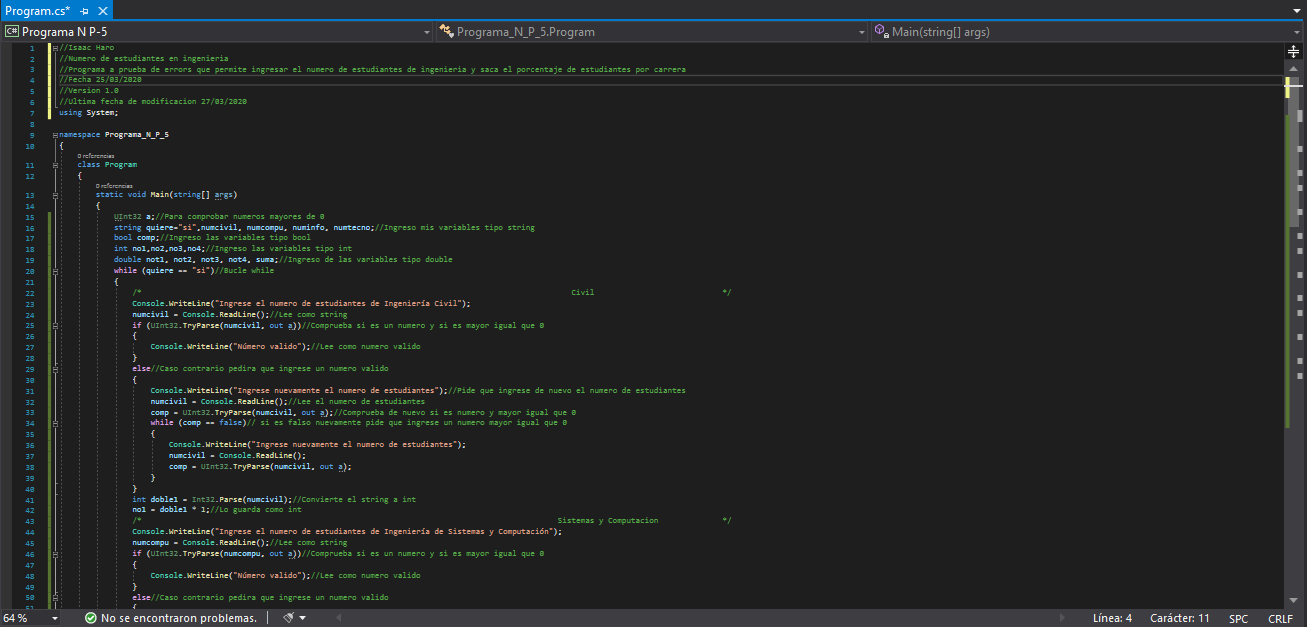 Program.cs*
C# Programa N P-5 Programa_N_P_5.Program Main(string[] args)
1 //Isaac Haro
2 //Numero de estudiantes en ingenieria
3 //Programa a prueba de errors que permite ingresar el numero de estudiantes de ingenieria y saca el porcentaje de estudiantes por carrera
4 //Fecha 25/03/2020
5 //Version 1.0
6 //Ultima fecha de modificacion 27/03/2020
7 using System;
8
9 namespace Programa_N_P_5
10 {
0 referencias
11 class Program
12 {
0 referencias
13 static void Main(string[] args)
14 {
15 UInt32 a;//Para comprobar numeros mayores de 0
16 string quiere="si",numcivil, numcompu, numinfo, numtecno;//Ingreso mis variables tipo string
17 bool comp;//Ingreso las variables tipo bool
18 int no1,no2,no3,no4;//Ingreso las variables tipo int
19 double not1, not2, not3, not4, suma;//Ingreso de las variables tipo double
20 while (quiere == "si")//Bucle while
21 {
22 /* Civil */
23 Console.WriteLine("Ingrese el numero de estudiantes de Ingeniería Civil");
24 numcivil = Console.ReadLine();//Lee como string
25 if (UInt32.TryParse(numcivil, out a))//Comprueba si es un numero y si es mayor igual que 0
26 {
27 Console.WriteLine("Número valido");//Lee como numero valido
28 }
29 else//Caso contrario pedira que ingrese un numero valido
30 {
31 Console.WriteLine("Ingrese nuevamente el numero de estudiantes");//Pide que ingrese de nuevo el numero de estudiantes
32 numcivil = Console.ReadLine();//Lee el numero de estudiantes
33 comp = UInt32.TryParse(numcivil, out a);//Comprueba de nuevo si es numero y mayor igual que 0
34 while (comp == false)// si es falso nuevamente pide que ingrese un numero mayor igual que 0
35 {
36 Console.WriteLine("Ingrese nuevamente el numero de estudiantes");
37 numcivil = Console.ReadLine();
38 comp = UInt32.TryParse(numcivil, out a);
39 }
40 }
41 int doble1 = Int32.Parse(numcivil);//Convierte el string a int
42 no1 = doble1 * 1;//Lo guarda como int
43 /* Sistemas y Computacion */
44 Console.WriteLine("Ingrese el numero de estudiantes de Ingeniería de Sistemas y Computación");
45 numcompu = Console.ReadLine();//Lee como string
46 if (UInt32.TryParse(numcompu, out a))//Comprueba si es un numero y si es mayor igual que 0
47 {
48 Console.WriteLine("Número valido");//Lee como numero valido
49 }
50 else//Caso contrario pedira que ingrese un numero valido
51 {
64 % No se encontraron problemas. Línea: 4 Carácter: 11 SPC CRLF